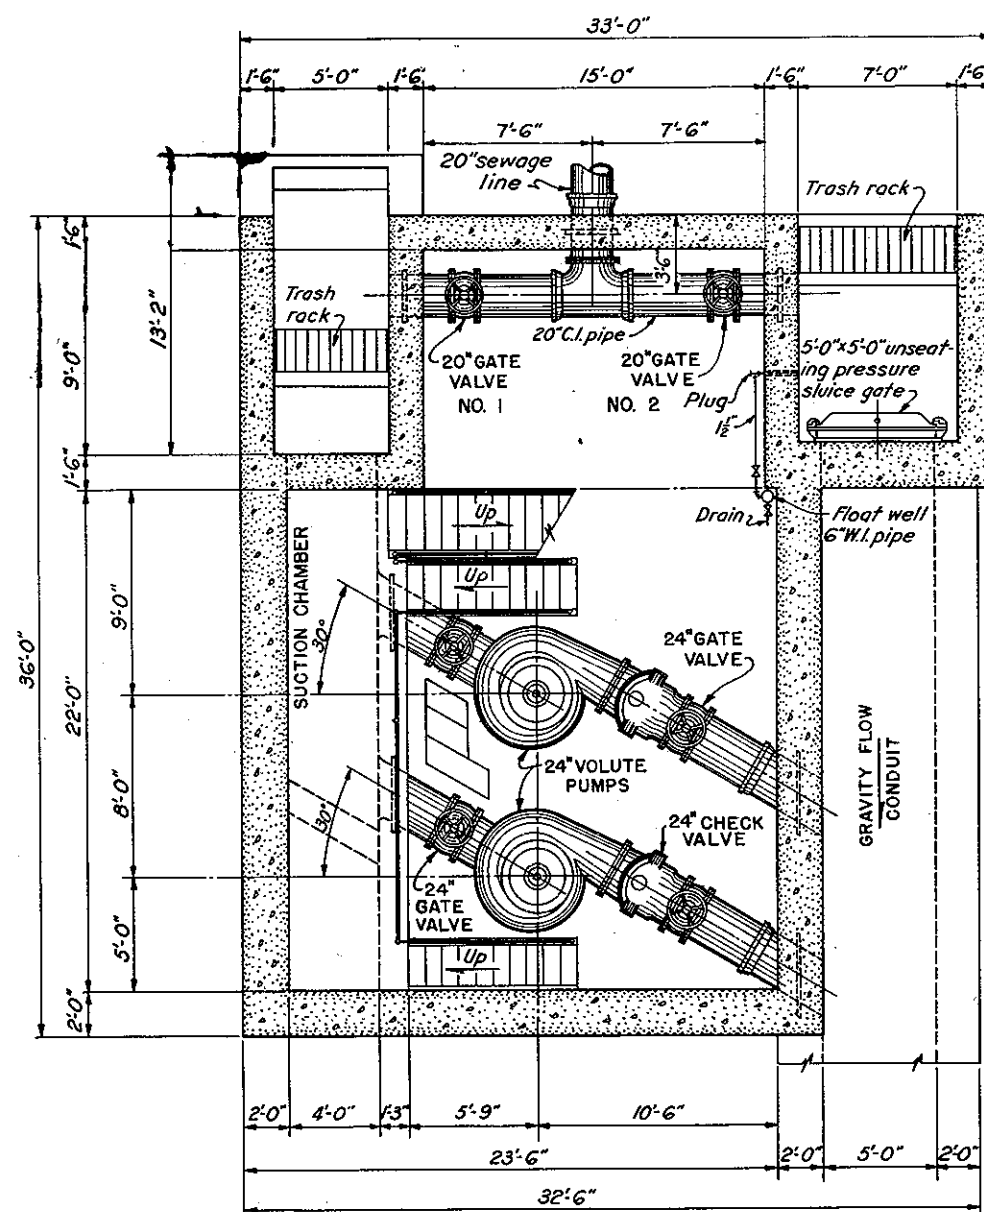 33'-0"
1'-6" 5'-0" 1'-6" 15'-0" 1'-6" 7'-0" 1'-6"
7'-6" 7'-6"
20" sewage
line
Trash rack
1'-6"
3'-6"
13'-2"
9'-0"
Trash
rack
20" C.I. pipe
20" GATE
VALVE
NO. 1
20" GATE
VALVE
NO. 2
Plug
1½"
5'-0"×5'-0" unseat-
ing pressure
sluice gate
1'-6"
Up
Drain
Float well
6" W.I. pipe
Up
SUCTION CHAMBER
9'-0"
30°
24" GATE
VALVE
36'-0"
22'-0"
8'-0"
24" VOLUTE
PUMPS
GRAVITY FLOW
CONDUIT
30°
24" CHECK
VALVE
24"
GATE
VALVE
5'-0"
Up
2'-0"
2'-0" 4'-0" 1'-3" 5'-9" 10'-6"
23'-6" 2'-0" 5'-0" 2'-0"
32'-6"